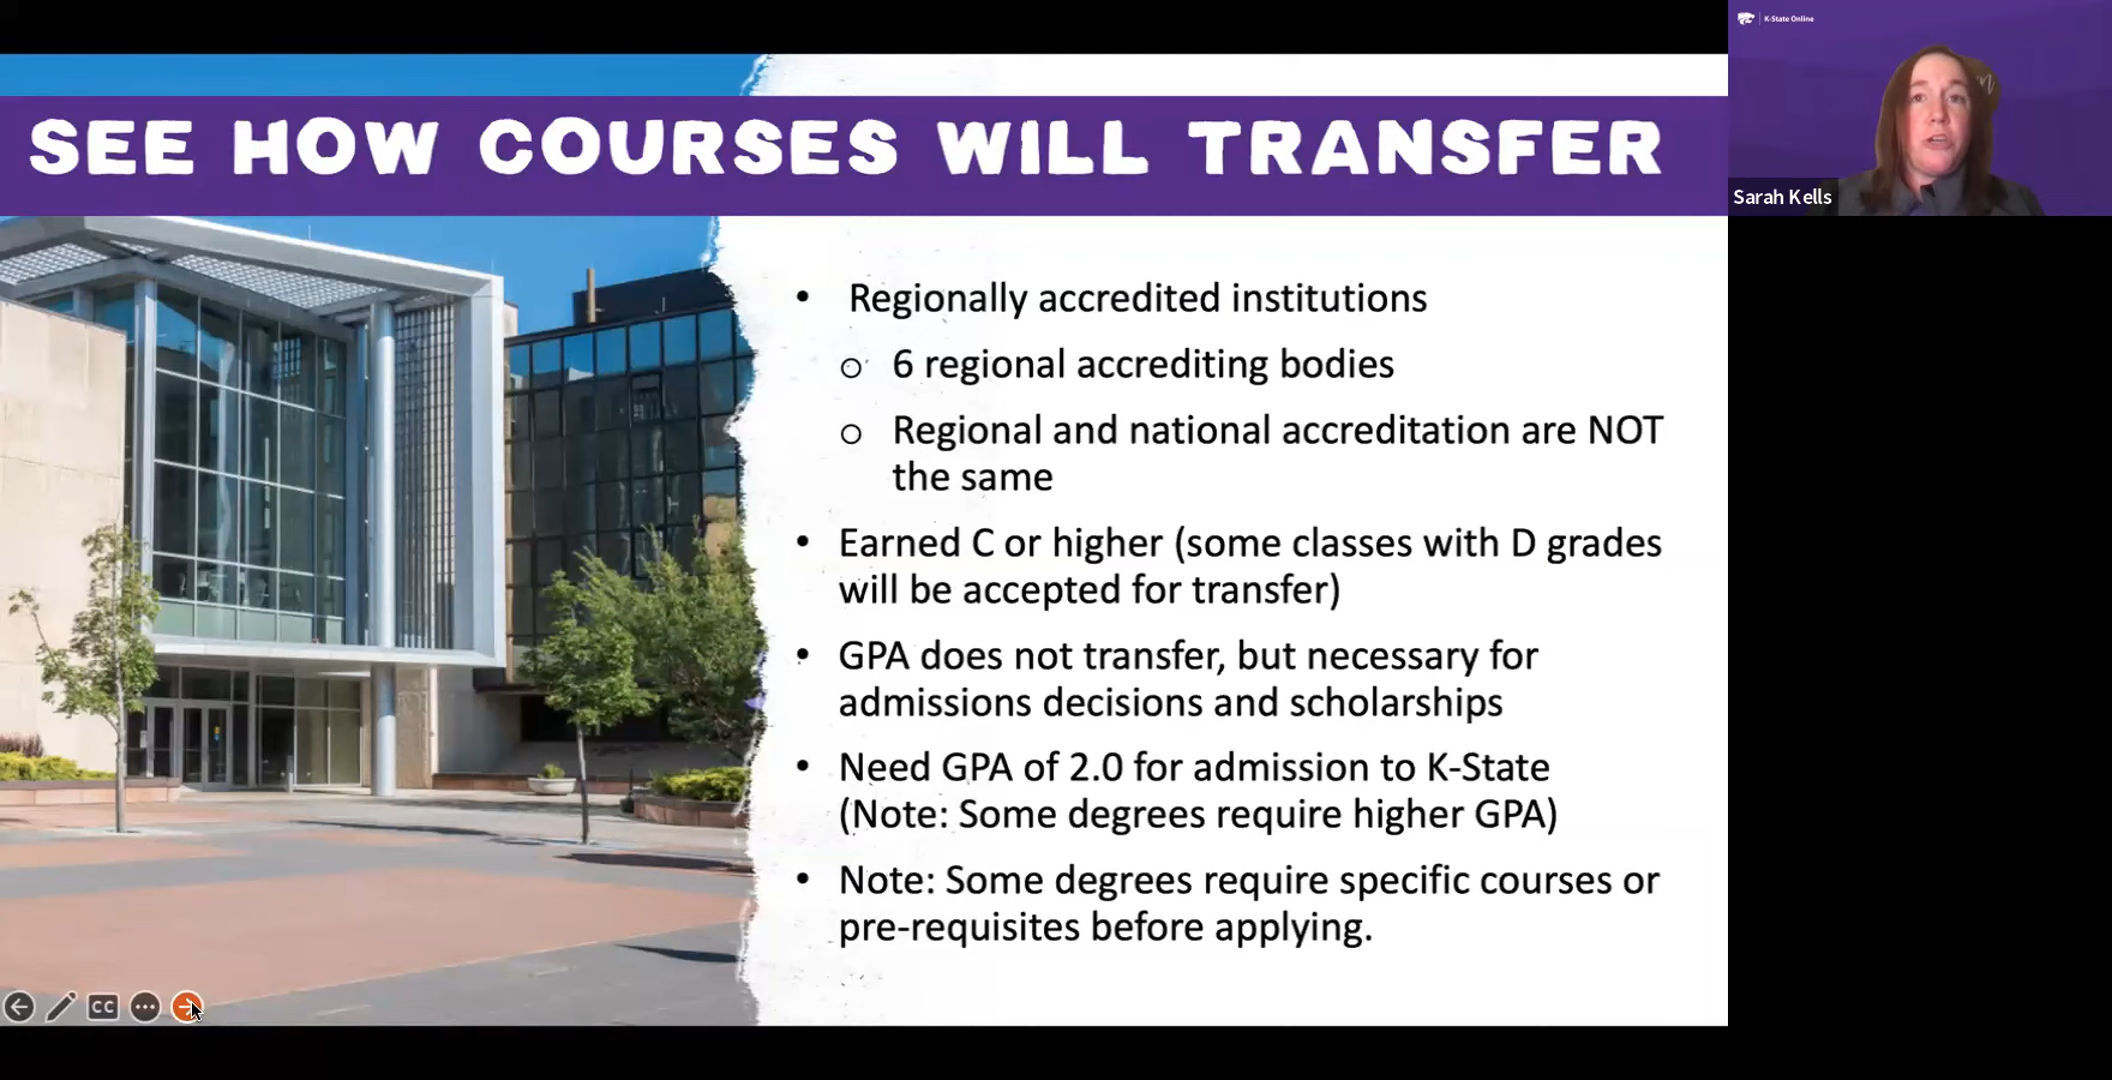 SEE HOW COURSES WILL TRANSFER
• Regionally accredited institutions
o 6 regional accrediting bodies
o Regional and national accreditation are NOT
the same
• Earned C or higher (some classes with D grades
will be accepted for transfer)
• GPA does not transfer, but necessary for
admissions decisions and scholarships
• Need GPA of 2.0 for admission to K-State
(Note: Some degrees require higher GPA)
• Note: Some degrees require specific courses or
pre-requisites before applying.
CC
K-State Online
Sarah Kells